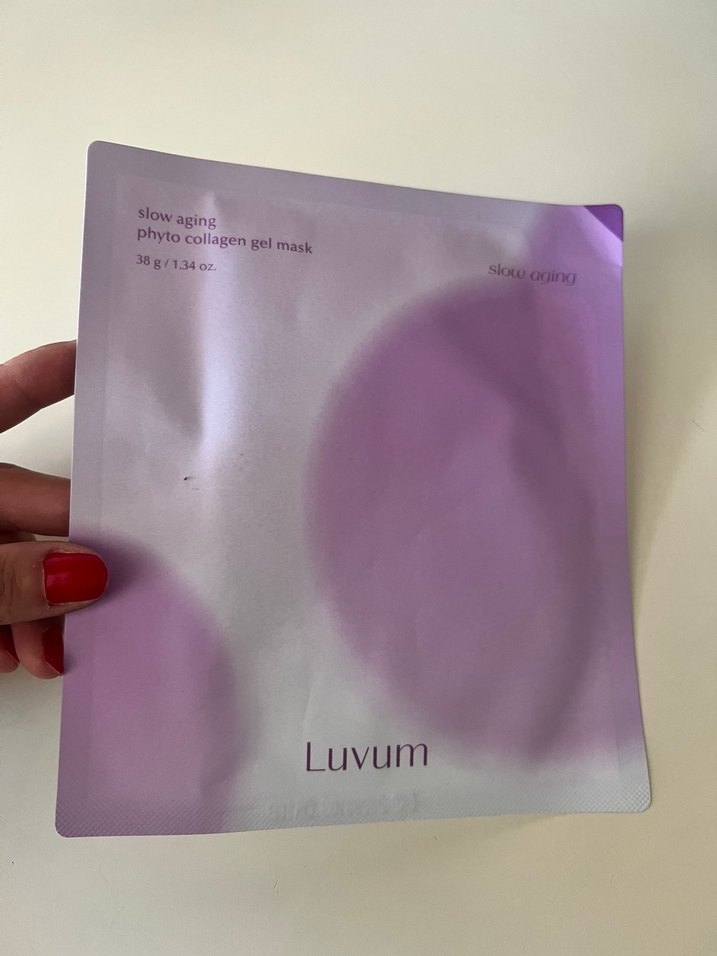 slow aging
phyto collagen gel mask
38 g / 1.34 oz.
slow aging
Luvum